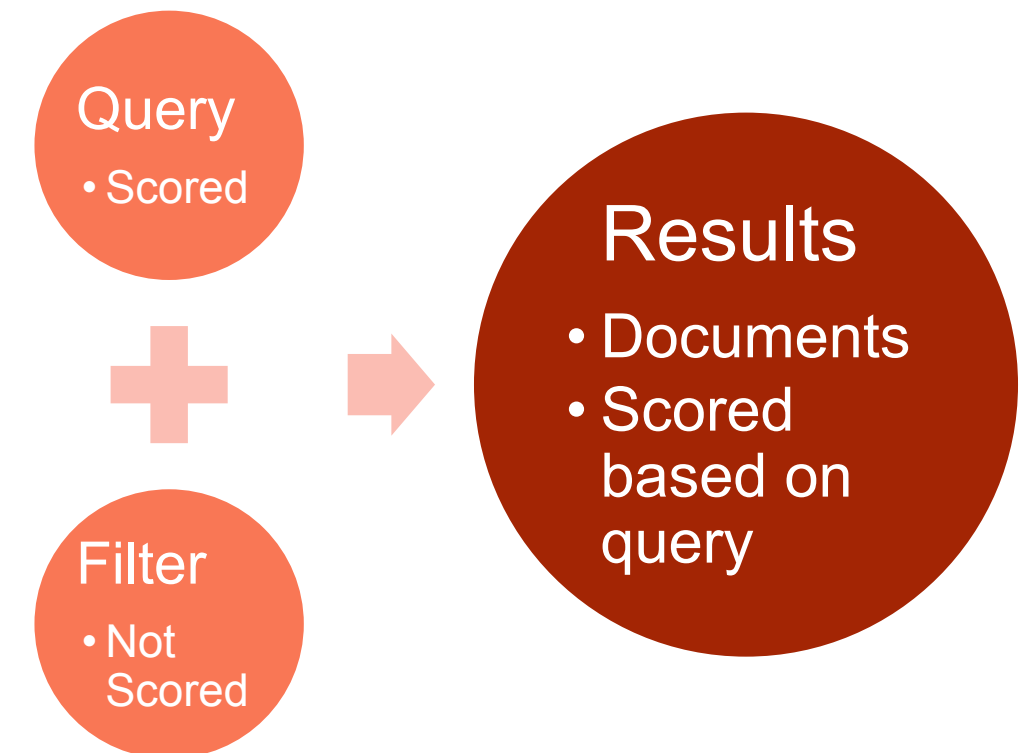 Query
• Scored
Filter
• Not
Scored
Results
• Documents
• Scored
based on
query